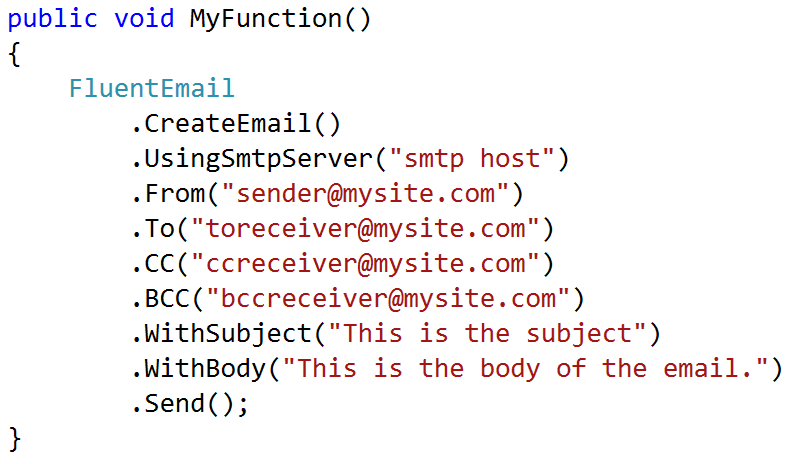 public void MyFunction()
{
    FluentEmail
        .CreateEmail()
        .UsingSmtpServer("smtp host")
        .From("sender@mysite.com")
        .To("toreceiver@mysite.com")
        .CC("ccreceiver@mysite.com")
        .BCC("bccreceiver@mysite.com")
        .WithSubject("This is the subject")
        .WithBody("This is the body of the email.")
        .Send();
}